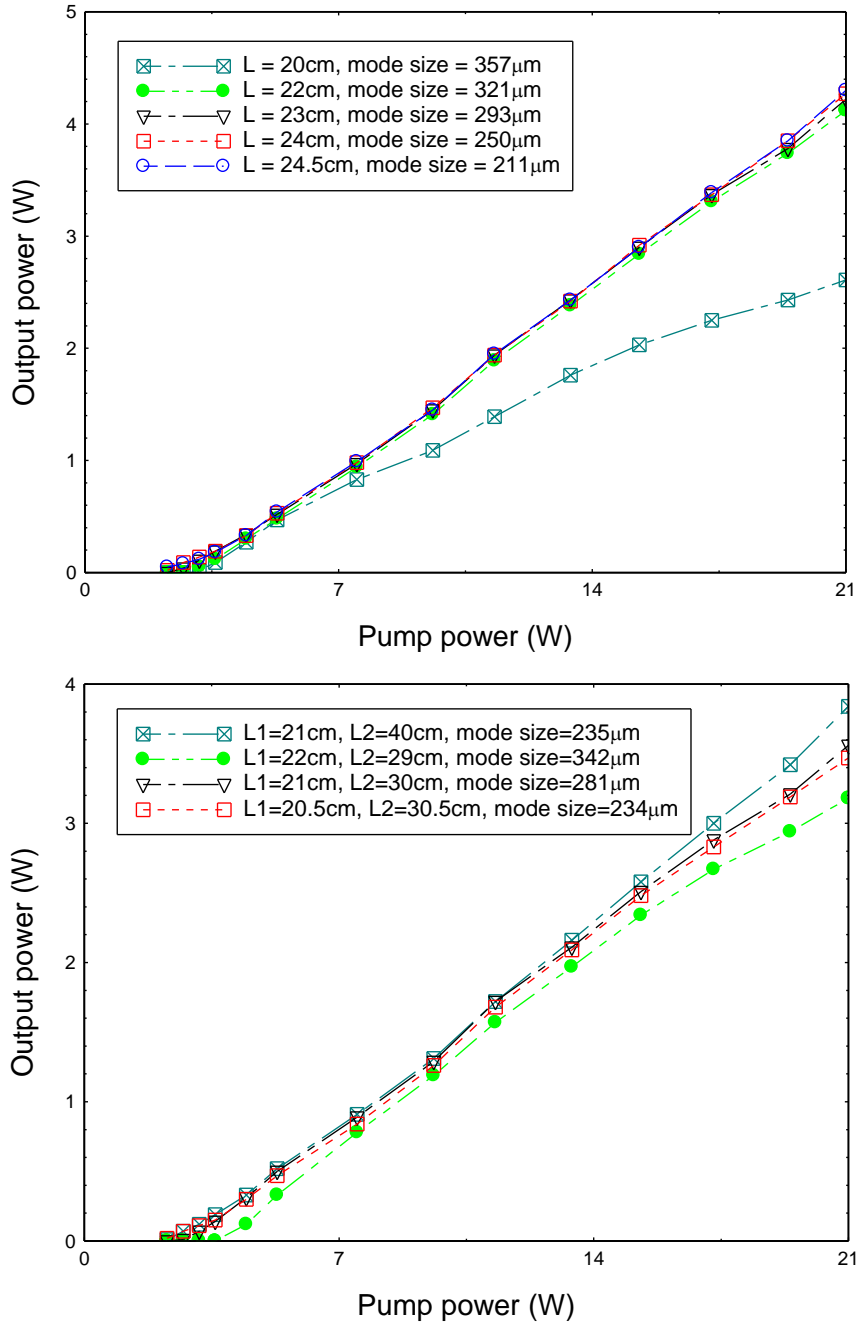 5
L = 20cm, mode size = 357μm
L = 22cm, mode size = 321μm
L = 23cm, mode size = 293μm
L = 24cm, mode size = 250μm
L = 24.5cm, mode size = 211μm
4
3
2
1
0
Output power (W)
0 7 14 21
Pump power (W)
4
L1=21cm, L2=40cm, mode size=235μm
L1=22cm, L2=29cm, mode size=342μm
L1=21cm, L2=30cm, mode size=281μm
L1=20.5cm, L2=30.5cm, mode size=234μm
3
2
1
0
Output power (W)
0 7 14 21
Pump power (W)